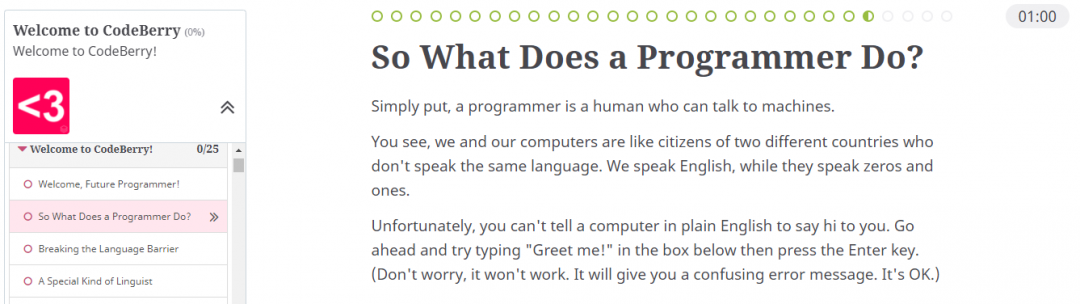 Welcome to CodeBerry (0%)
Welcome to CodeBerry!
<3
Welcome to CodeBerry! 0/25
Welcome, Future Programmer!
So What Does a Programmer Do?
Breaking the Language Barrier
A Special Kind of Linguist
01:00
So What Does a Programmer Do?
Simply put, a programmer is a human who can talk to machines.
You see, we and our computers are like citizens of two different countries who
don't speak the same language. We speak English, while they speak zeros and
ones.
Unfortunately, you can't tell a computer in plain English to say hi to you. Go
ahead and try typing "Greet me!" in the box below then press the Enter key.
(Don't worry, it won't work. It will give you a confusing error message. It's OK.)